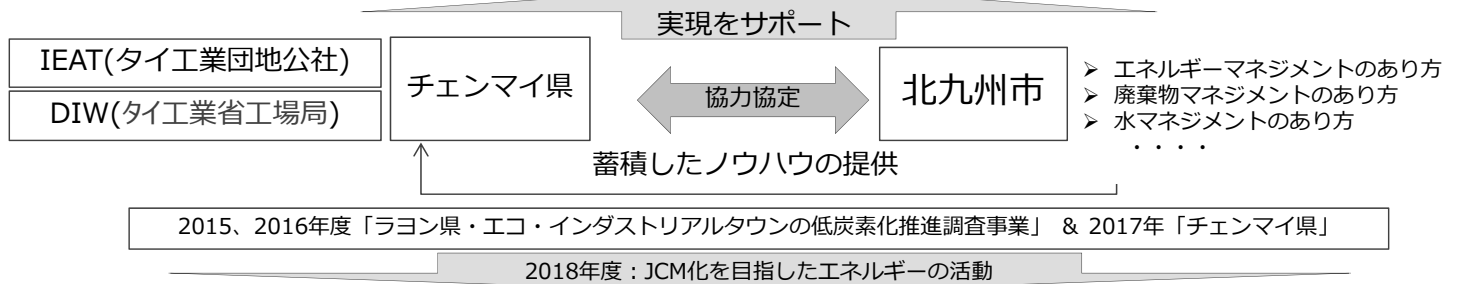 実現をサポート
IEAT(タイ工業団地公社)
DIW(タイ工業省工場局)
チェンマイ県
協力協定
北九州市
➢ エネルギーマネジメントのあり方
➢ 廃棄物マネジメントのあり方
➢ 水マネジメントのあり方
・・・・
蓄積したノウハウの提供
2015、2016年度「ラヨン県・エコ・インダストリアルタウンの低炭素化推進調査事業」 & 2017年「チェンマイ県」
2018年度：JCM化を目指したエネルギーの活動